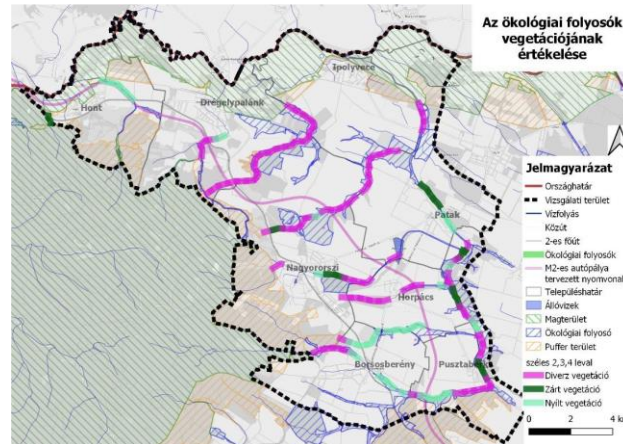 Az ökológiai folyosók
vegetációjának
értékelése
Ipolyvece
Drégelypalánk
Hont
Patak
Nagyoroszi
Horpács
Borsosberény
Jelmagyarázat
Országhatár
Vizsgálati terület
Vízfolyás
Közút
2-es főút
Ökológiai folyosók
M2-es autópálya
tervezett nyomvonal
Településhatár
Állóvizek
Magterület
Ökológiai folyosó
Puffer terület
széles 2,3,4 leval
Diverz vegetáció
Zárt vegetáció
Nyílt vegetáció
0 2 4